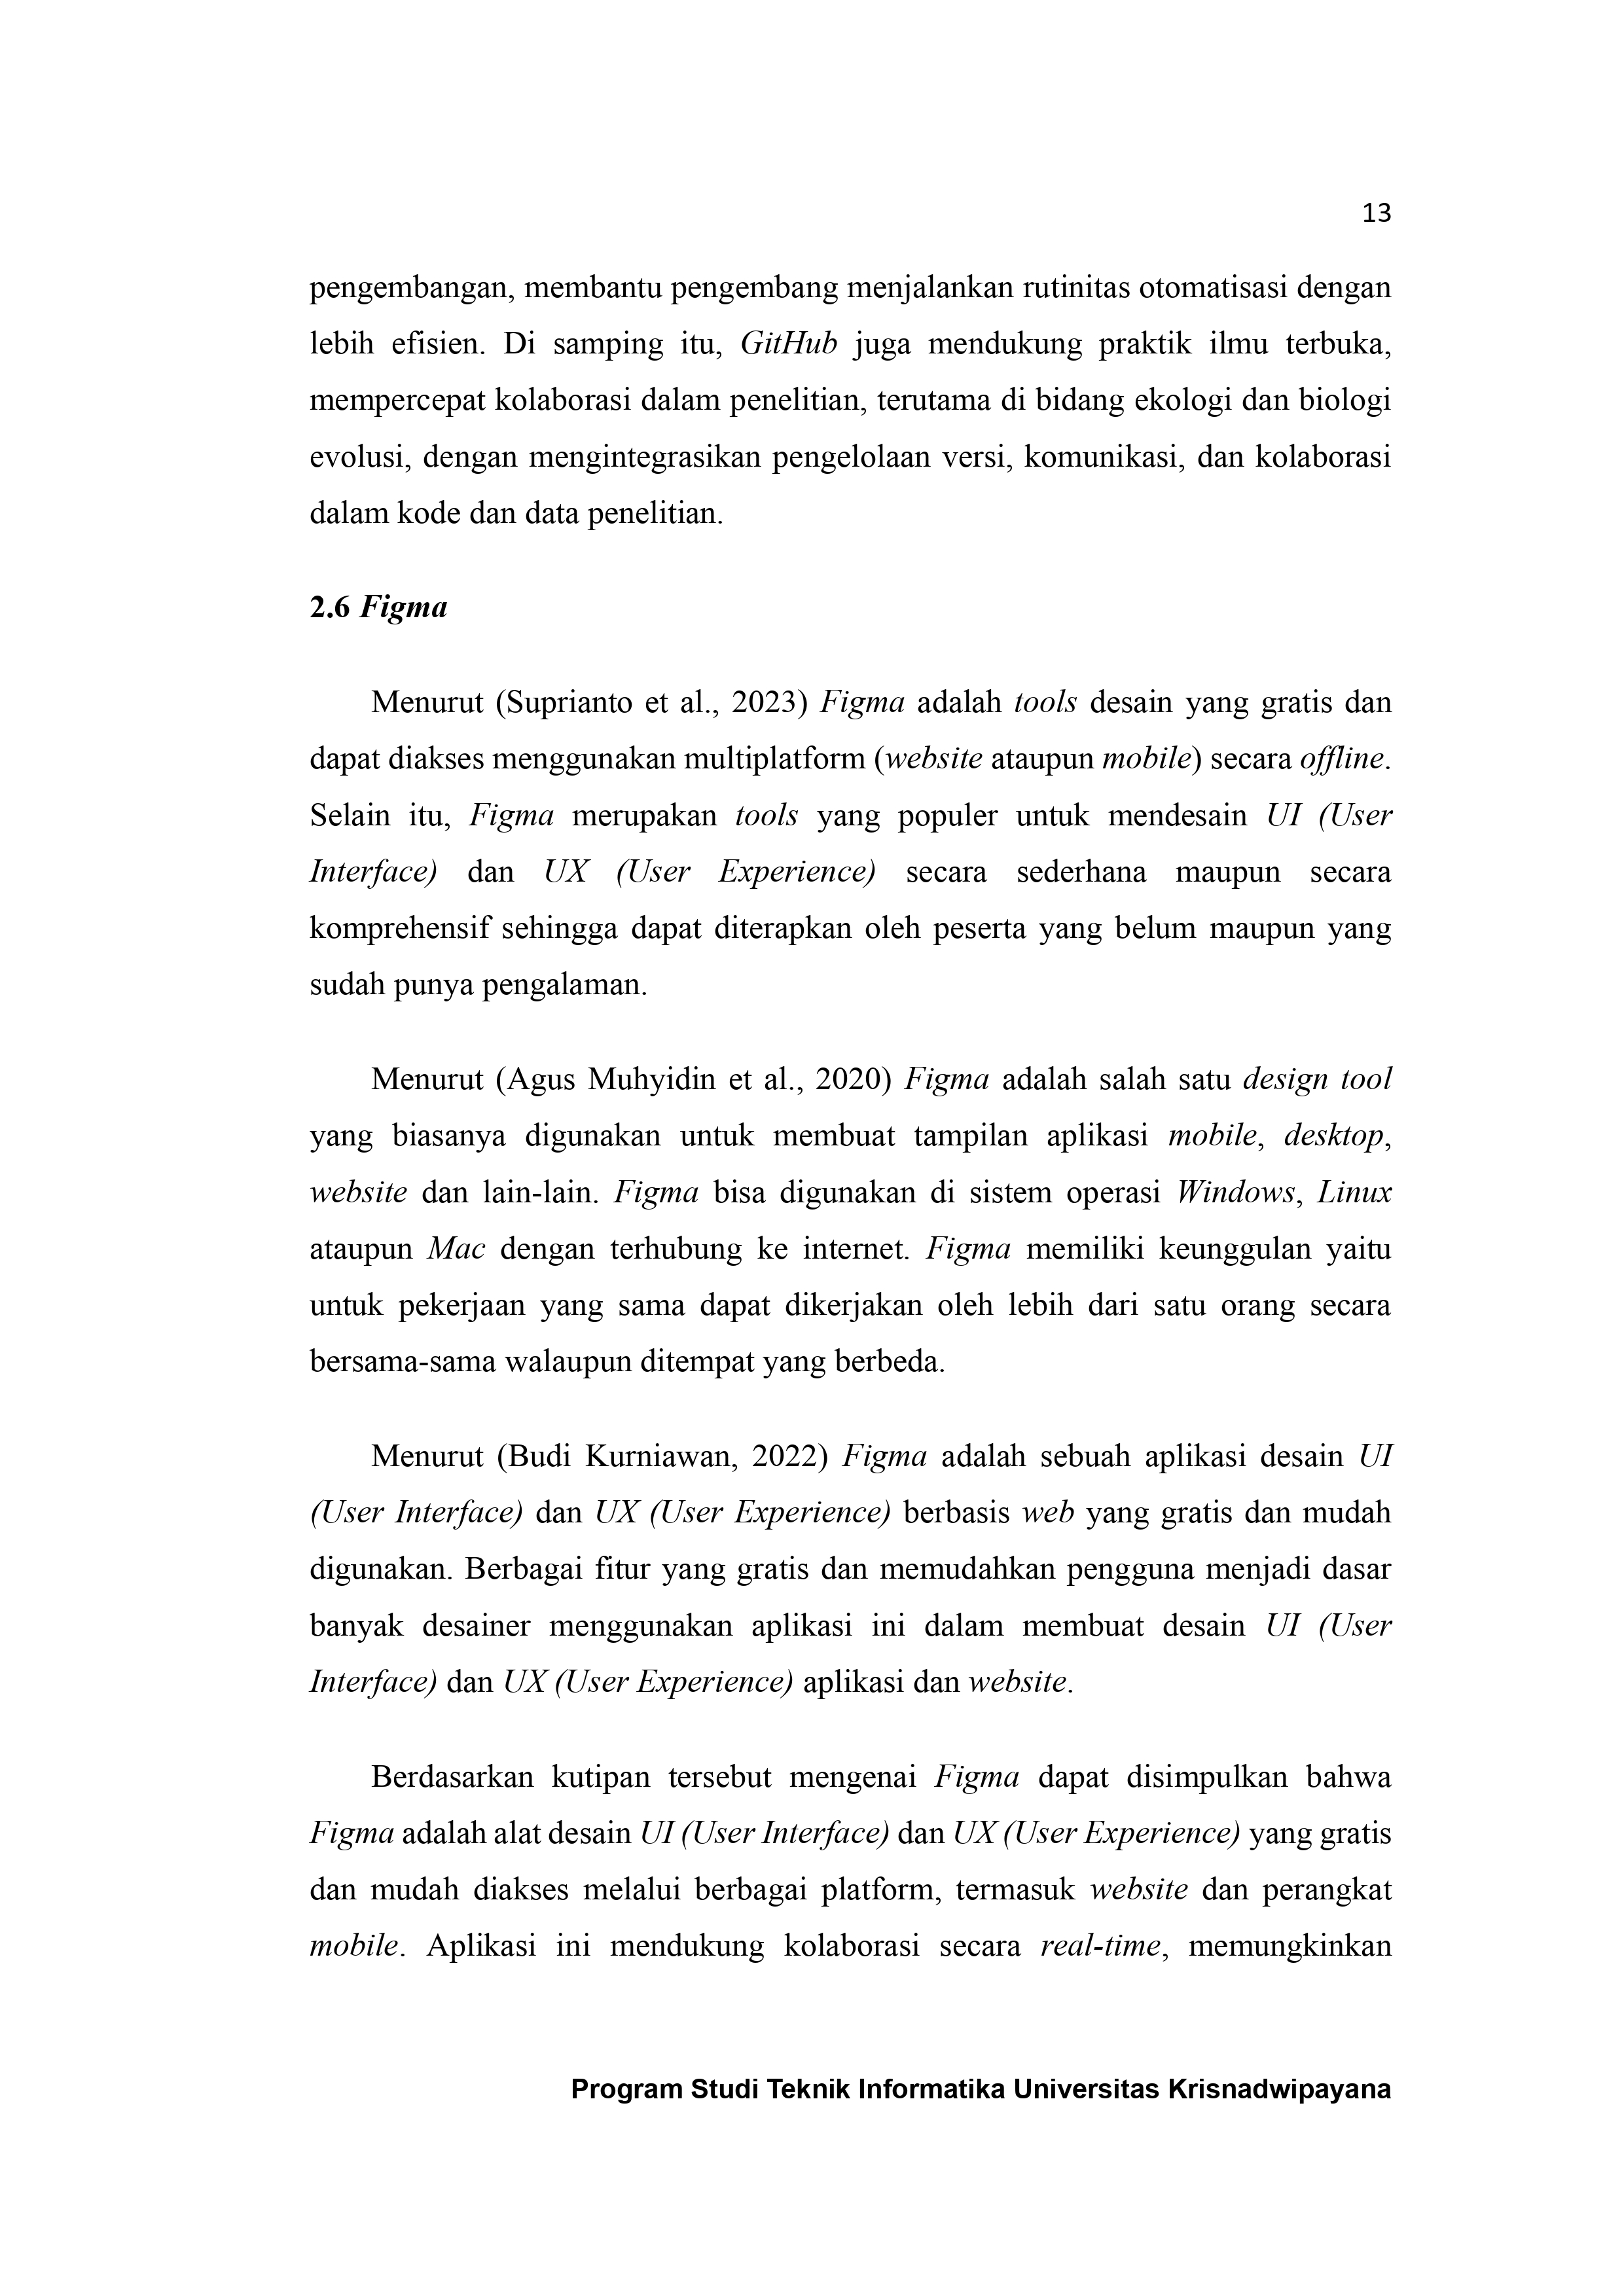 13
pengembangan, membantu pengembang menjalankan rutinitas otomatisasi dengan
lebih efisien. Di samping itu, GitHub juga mendukung praktik ilmu terbuka,
mempercepat kolaborasi dalam penelitian, terutama di bidang ekologi dan biologi
evolusi, dengan mengintegrasikan pengelolaan versi, komunikasi, dan kolaborasi
dalam kode dan data penelitian.
2.6 Figma
Menurut (Suprianto et al., 2023) Figma adalah tools desain yang gratis dan
dapat diakses menggunakan multiplatform (website ataupun mobile) secara offline.
Selain itu, Figma merupakan tools yang populer untuk mendesain UI (User
Interface) dan UX (User Experience) secara sederhana maupun secara
komprehensif sehingga dapat diterapkan oleh peserta yang belum maupun yang
sudah punya pengalaman.
Menurut (Agus Muhyidin et al., 2020) Figma adalah salah satu design tool
yang biasanya digunakan untuk membuat tampilan aplikasi mobile, desktop,
website dan lain-lain. Figma bisa digunakan di sistem operasi Windows, Linux
ataupun Mac dengan terhubung ke internet. Figma memiliki keunggulan yaitu
untuk pekerjaan yang sama dapat dikerjakan oleh lebih dari satu orang secara
bersama-sama walaupun ditempat yang berbeda.
Menurut (Budi Kurniawan, 2022) Figma adalah sebuah aplikasi desain UI
(User Interface) dan UX (User Experience) berbasis web yang gratis dan mudah
digunakan. Berbagai fitur yang gratis dan memudahkan pengguna menjadi dasar
banyak desainer menggunakan aplikasi ini dalam membuat desain UI (User
Interface) dan UX (User Experience) aplikasi dan website.
Berdasarkan kutipan tersebut mengenai Figma dapat disimpulkan bahwa
Figma adalah alat desain UI (User Interface) dan UX (User Experience) yang gratis
dan mudah diakses melalui berbagai platform, termasuk website dan perangkat
mobile. Aplikasi ini mendukung kolaborasi secara real-time, memungkinkan
Program Studi Teknik Informatika Universitas Krisnadwipayana